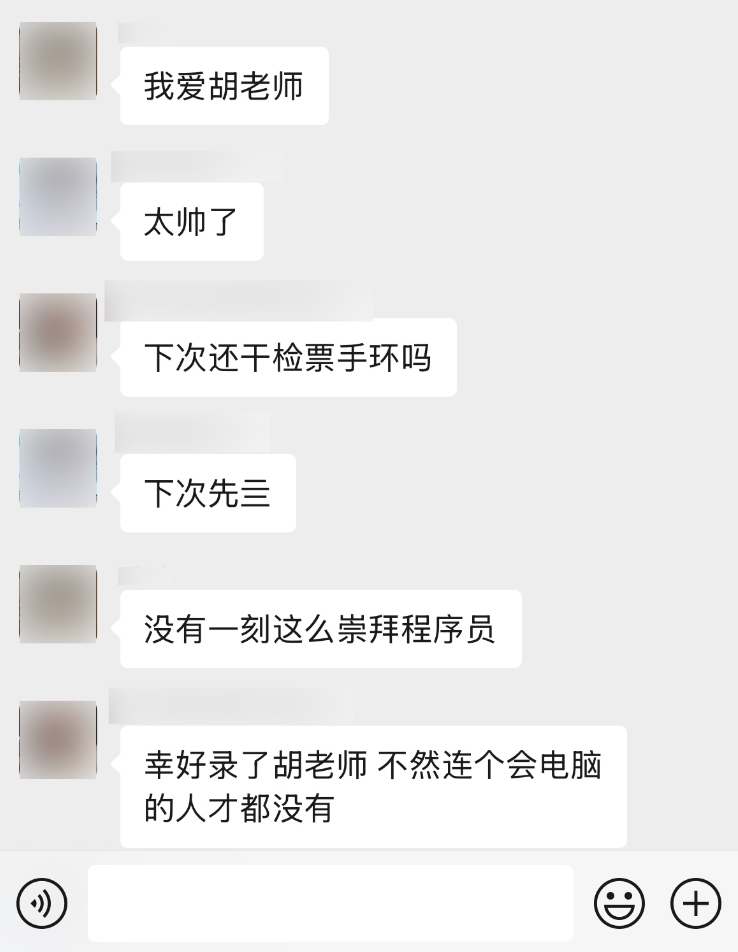 我爱胡老师
太帅了
下次还干检票手环吗
下次先亖
没有一刻这么崇拜程序员
幸好录了胡老师 不然连个会电脑
的人才都没有